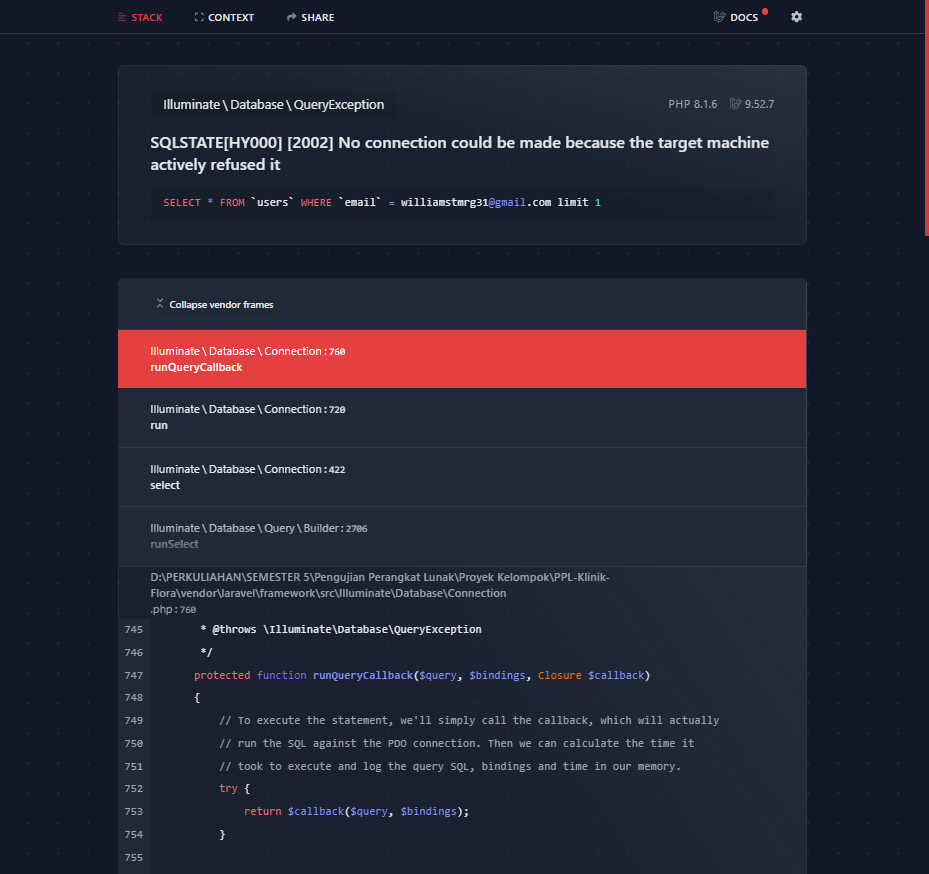 STACK CONTEXT SHARE DOCS
Illuminate\Database\QueryException PHP 8.1.6 9.52.7
SQLSTATE[HY000] [2002] No connection could be made because the target machine
actively refused it
SELECT * FROM `users` WHERE `email` = williamstmrg31@gmail.com limit 1
Collapse vendor frames
Illuminate\Database\Connection:760
runQueryCallback
Illuminate\Database\Connection:720
run
Illuminate\Database\Connection:422
select
Illuminate\Database\Query\Builder:2706
runSelect
D:\PERKULIAHAN\SEMESTER 5\Pengujian Perangkat Lunak\Proyek Kelompok\PPL-Klinik-
Flora\vendor\laravel\framework\src\Illuminate\Database\Connection
.php:760
745 * @throws \Illuminate\Database\QueryException
746 */
747 protected function runQueryCallback($query, $bindings, Closure $callback)
748 {
749 // To execute the statement, we'll simply call the callback, which will actually
750 // run the SQL against the PDO connection. Then we can calculate the time it
751 // took to execute and log the query SQL, bindings and time in our memory.
752 try {
753 return $callback($query, $bindings);
754 }
755